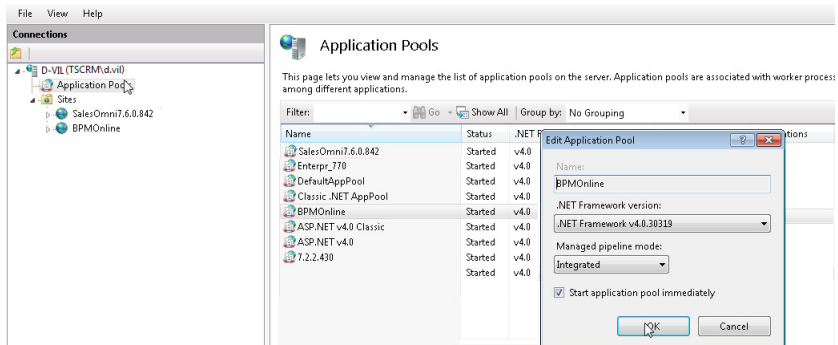 File View Help
Connections
D-VIL (TSCRM\d.vil)
Application Pools
Sites
SalesOmni7.6.0.842
BPMOnline
Application Pools
This page lets you view and manage the list of application pools on the server. Application pools are associated with worker process
among different applications.
Filter: Go Show All Group by: No Grouping
Name Status .NET F
SalesOmni7.6.0.842 Started v4.0
Enterpr_770 Started v4.0
DefaultAppPool Started v4.0
Classic .NET AppPool Started v4.0
BPMOnline Started v4.0
ASP.NET v4.0 Classic Started v4.0
ASP.NET v4.0 Started v4.0
7.2.2.430 Started v4.0
Started v4.0
ations
Edit Application Pool
Name:
BPMOnline
.NET Framework version:
.NET Framework v4.0.30319
Managed pipeline mode:
Integrated
Start application pool immediately
OK Cancel